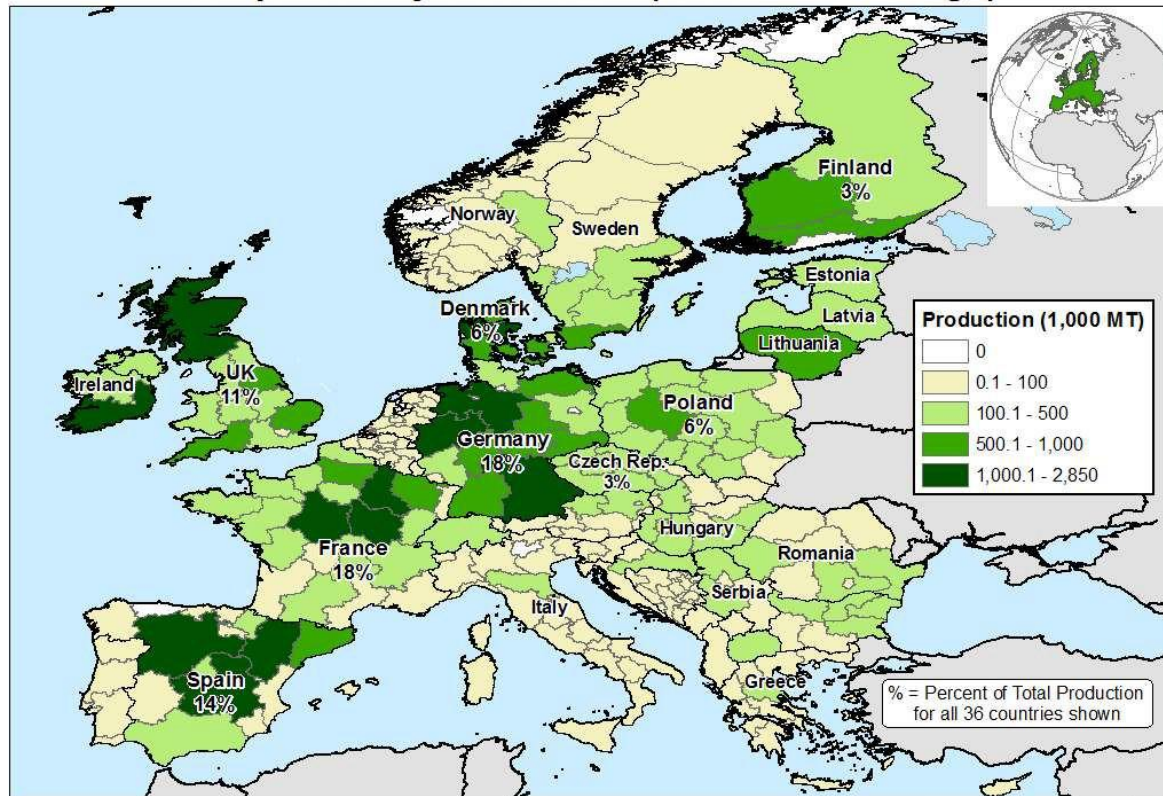 Finland
3%
Norway
Sweden
Estonia
Latvia
Lithuania
Denmark
6%
Ireland
UK
11%
Poland
6%
Germany
18%
Czech Rep.
3%
France
18%
Hungary
Romania
Serbia
Italy
Spain
14%
Greece
Production (1,000 MT)
0
0.1 - 100
100.1 - 500
500.1 - 1,000
1,000.1 - 2,850
% = Percent of Total Production
for all 36 countries shown